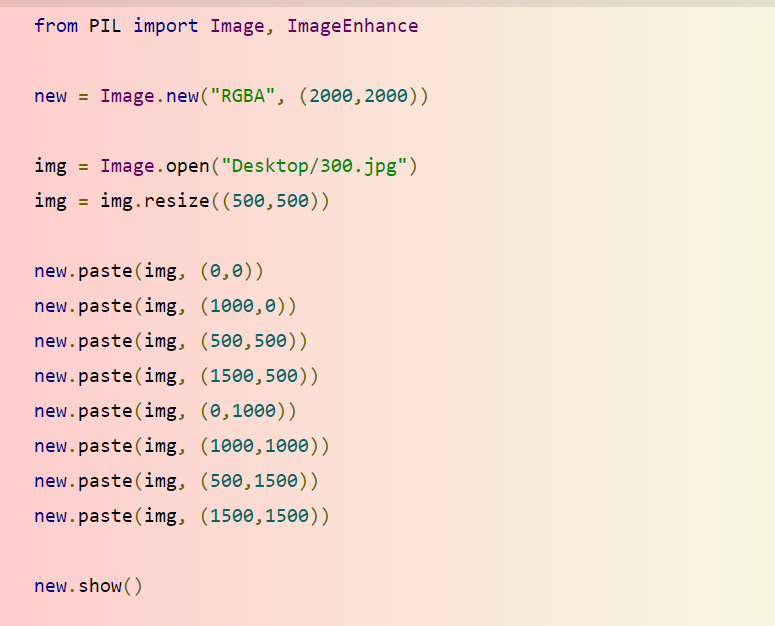 from PIL import Image, ImageEnhance
new = Image.new("RGBA", (2000,2000))
img = Image.open("Desktop/300.jpg")
img = img.resize((500,500))
new.paste(img, (0,0))
new.paste(img, (1000,0))
new.paste(img, (500,500))
new.paste(img, (1500,500))
new.paste(img, (0,1000))
new.paste(img, (1000,1000))
new.paste(img, (500,1500))
new.paste(img, (1500,1500))
new.show()